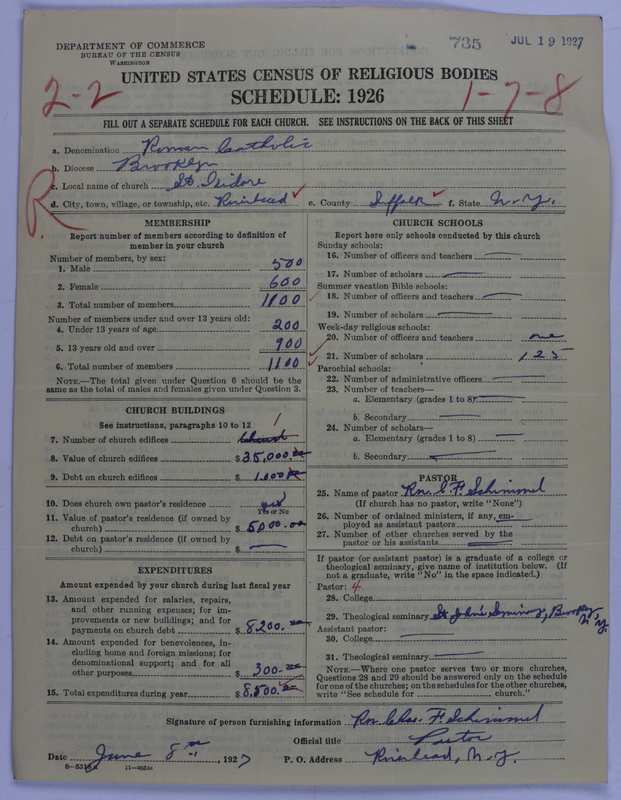 735 JUL 19 1927
DEPARTMENT OF COMMERCE
BUREAU OF THE CENSUS
WASHINGTON
UNITED STATES CENSUS OF RELIGIOUS BODIES
2-2 SCHEDULE: 1926 1-7-8
FILL OUT A SEPARATE SCHEDULE FOR EACH CHURCH. SEE INSTRUCTIONS ON THE BACK OF THIS SHEET
a. Denomination Roman Catholic
b. Diocese Brooklyn
c. Local name of church St. Isidore
R
d. City, town, village, or township, etc. Riverhead e. County Suffolk f. State N.Y.
MEMBERSHIP
Report number of members according to definition of
member in your church
Number of members, by sex:
1. Male 500
2. Female 600
3. Total number of members 1100
Number of members under and over 13 years old:
4. Under 13 years of age 200
5. 13 years old and over 900
6. Total number of members 1100
NOTE.—The total given under Question 6 should be the
same as the total of males and females given under Question 3.
CHURCH BUILDINGS
See instructions, paragraphs 10 to 12
7. Number of church edifices 1
8. Value of church edifices $35,000.00
9. Debt on church edifices $1,000.00
10. Does church own pastor's residence yes
Yes or No
11. Value of pastor's residence (if owned by
church) $5,000.00
12. Debt on pastor's residence (if owned by
church) $
EXPENDITURES
Amount expended by your church during last fiscal year
13. Amount expended for salaries, repairs,
and other running expenses; for im-
provements or new buildings; and for
payments on church debt $8,200.00
14. Amount expended for benevolences, in-
cluding home and foreign missions; for
denominational support; and for all
other purposes $300.00
15. Total expenditures during year $8,500.00
CHURCH SCHOOLS
Report here only schools conducted by this church
Sunday schools:
16. Number of officers and teachers
17. Number of scholars
Summer vacation Bible schools:
18. Number of officers and teachers
19. Number of scholars
Week-day religious schools:
20. Number of officers and teachers one
21. Number of scholars 125
Parochial schools:
22. Number of administrative officers
23. Number of teachers—
a. Elementary (grades 1 to 8)
b. Secondary
24. Number of scholars—
a. Elementary (grades 1 to 8)
b. Secondary
PASTOR
25. Name of pastor Rev. C. F. Schimmel
(If church has no pastor, write "None")
26. Number of ordained ministers, if any, em-
ployed as assistant pastors
27. Number of other churches served by the
pastor or his assistants
If pastor (or assistant pastor) is a graduate of a college or
theological seminary, give name of institution below. (If
not a graduate, write "No" in the space indicated.)
Pastor: 4
28. College
29. Theological seminary St John's Seminary, Brooklyn, N.Y.
Assistant pastor:
30. College
31. Theological seminary
NOTE.—Where one pastor serves two or more churches,
Questions 28 and 29 should be answered only on the schedule
for one of the churches; on the schedules for the other churches,
write "See schedule for church."
Signature of person furnishing information Rev. Chas. F. Schimmel
Official title Pastor
Date June 8th, 1927 P. O. Address Riverhead, N.Y.
11—9554a